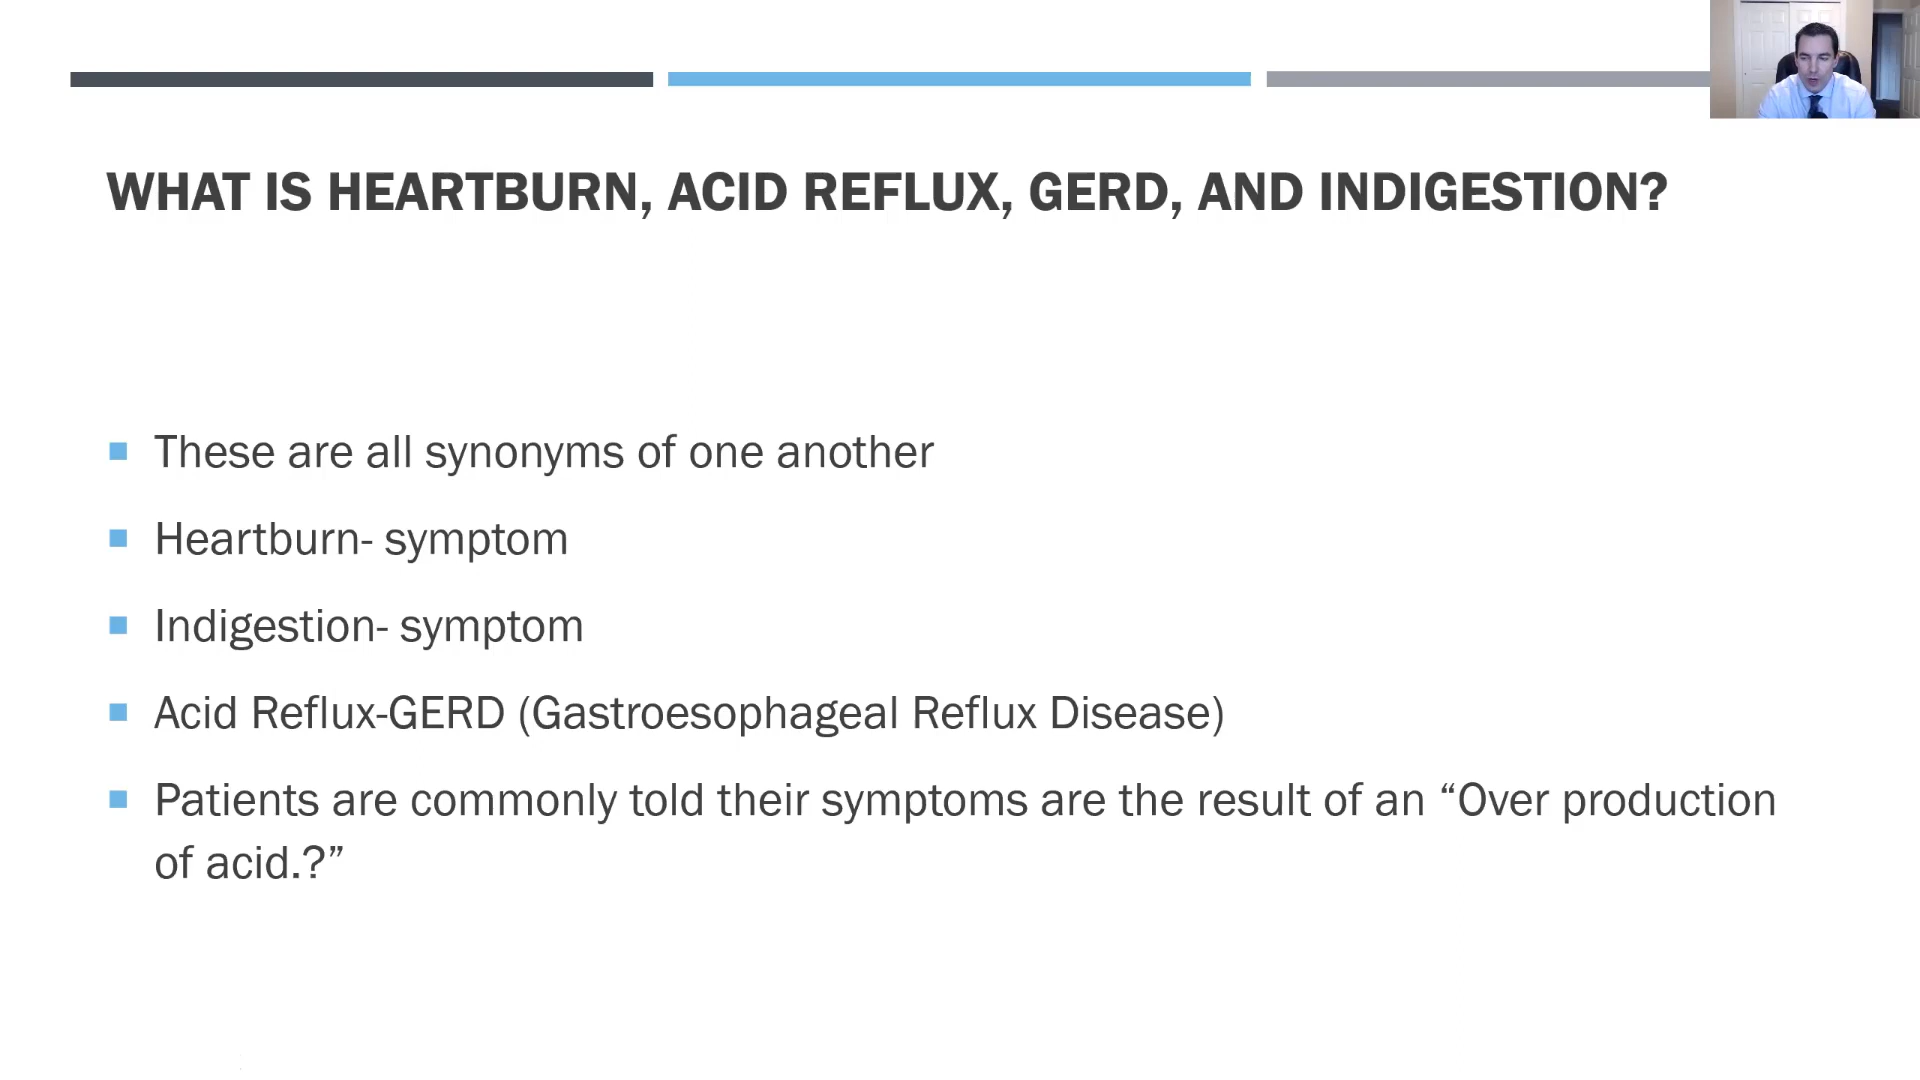 WHAT IS HEARTBURN, ACID REFLUX, GERD, AND INDIGESTION?
These are all synonyms of one another
Heartburn- symptom
Indigestion- symptom
Acid Reflux-GERD (Gastroesophageal Reflux Disease)
Patients are commonly told their symptoms are the result of an “Over production
of acid.?”